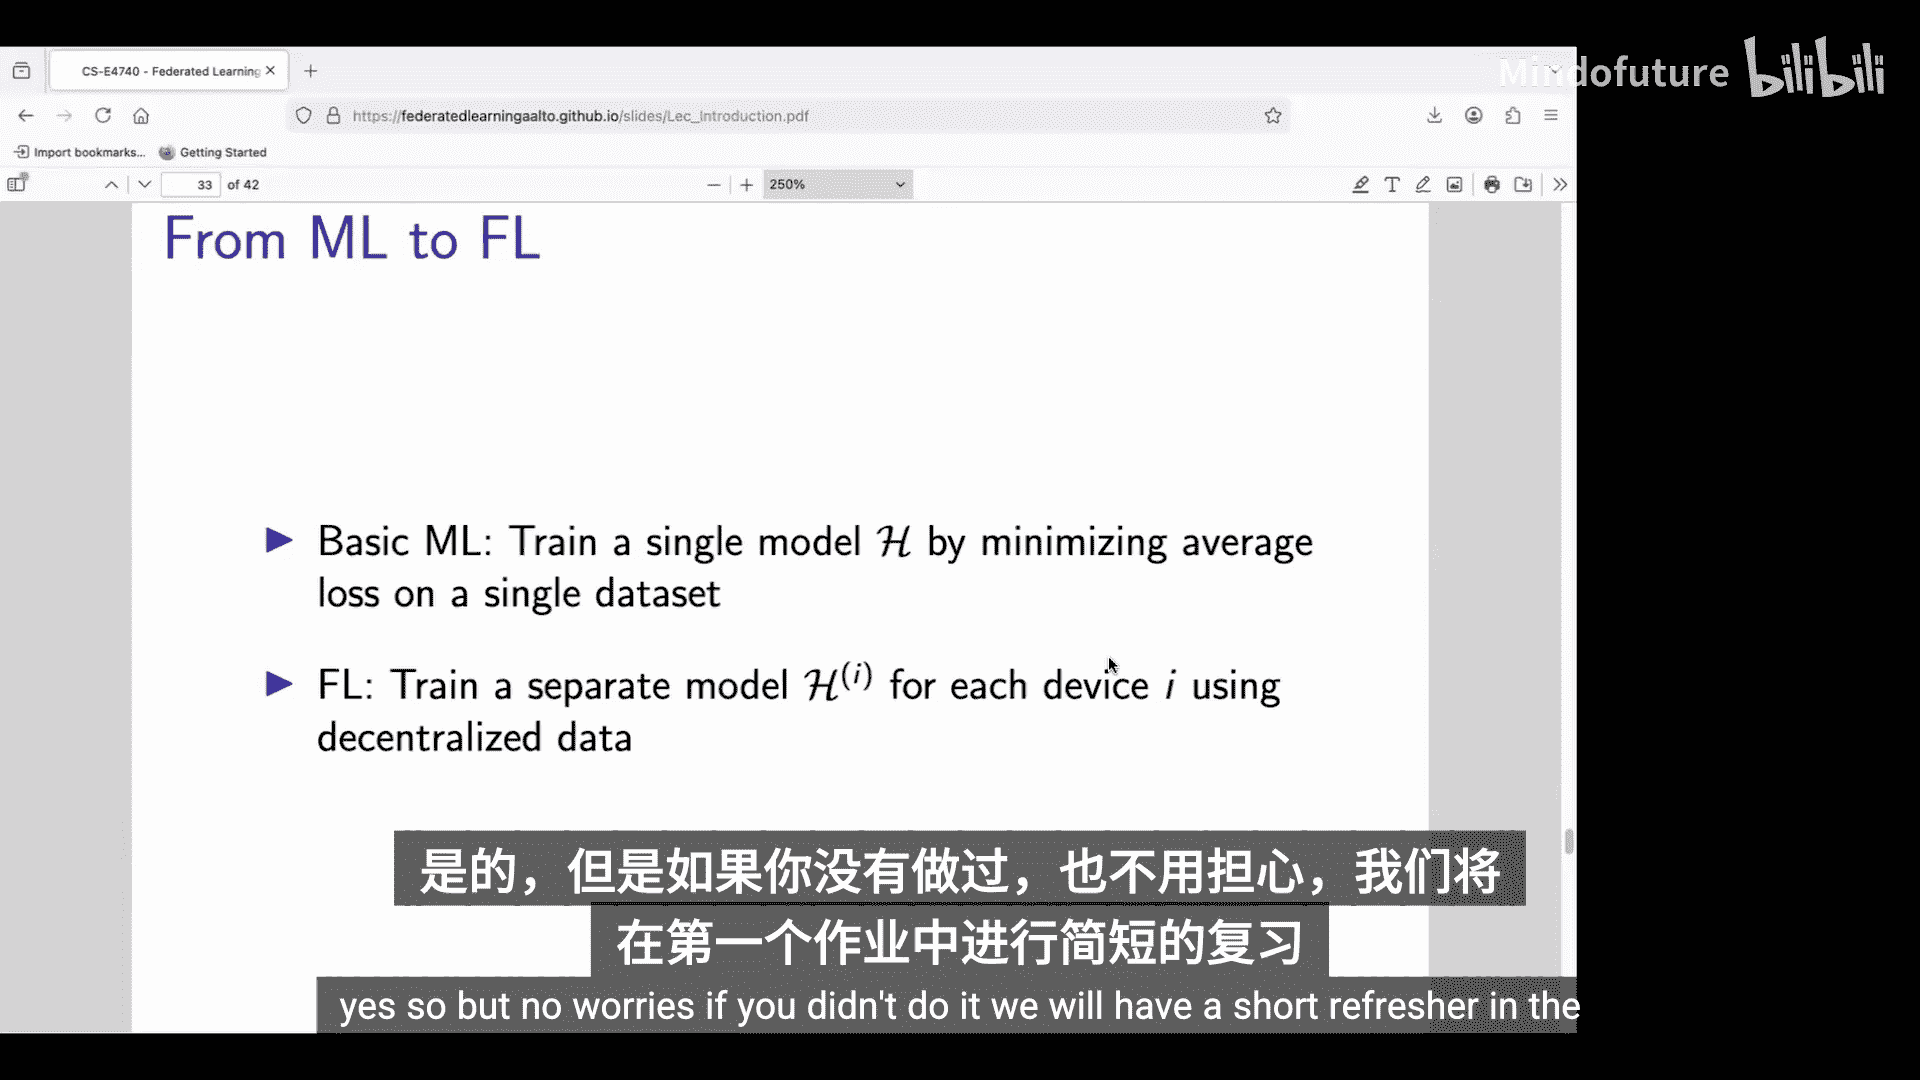 CS-E4740 - Federated Learning
Mindofuture bilibili
https://federatedlearningaalto.github.io/slides/Lec_Introduction.pdf
Import bookmarks... Getting Started
33 of 42 250%
From ML to FL
Basic ML: Train a single model ℋ by minimizing average
loss on a single dataset
FL: Train a separate model ℋ⁽ⁱ⁾ for each device i using
decentralized data
是的，但是如果你没有做过，也不用担心，我们将
在第一个作业中进行简短的复习
yes so but no worries if you didn't do it we will have a short refresher in the